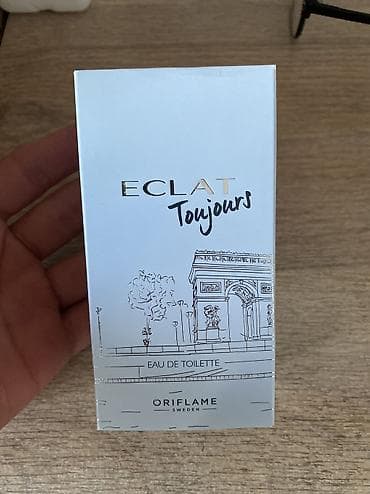 ECLAT
Toujours
EAU DE TOILETTE
ORIFLAME
SWEDEN